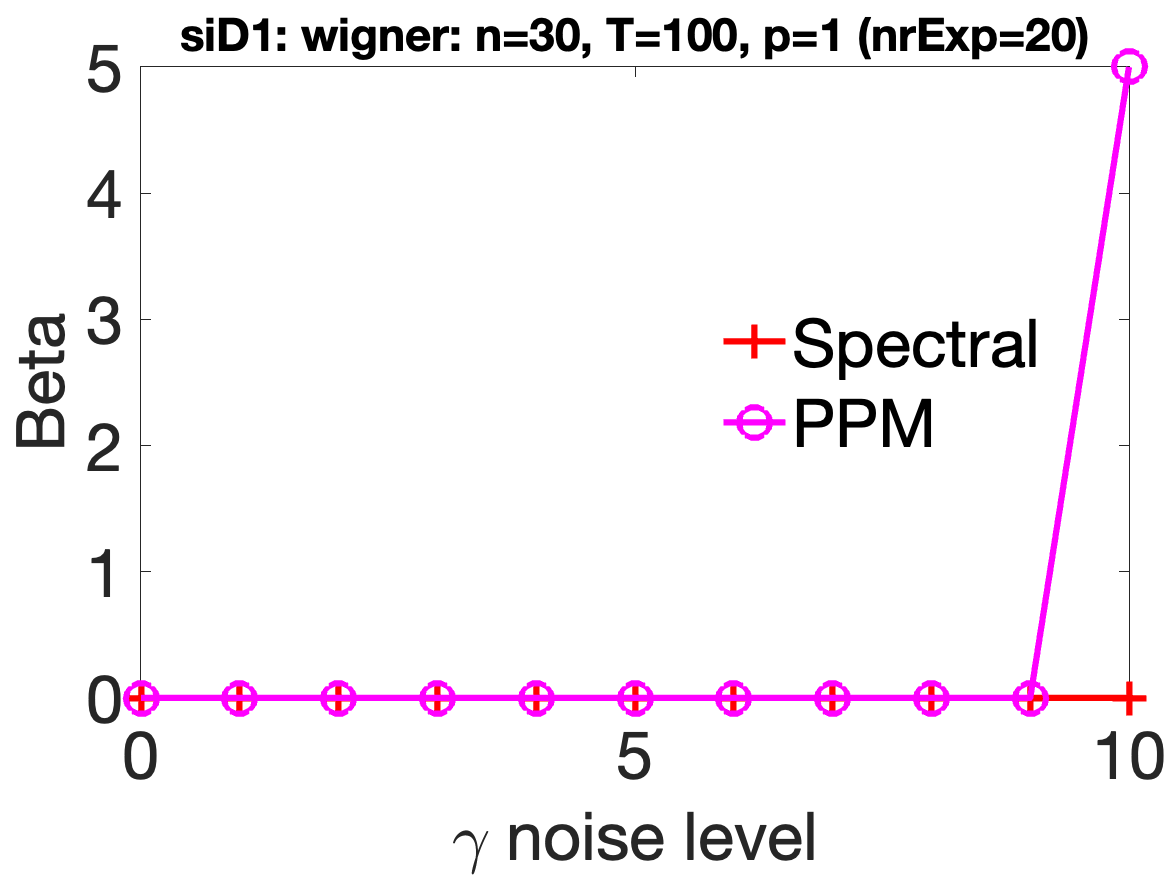 siD1: wigner: n=30, T=100, p=1 (nrExp=20)
5
4
3
2
1
0
Beta
Spectral
PPM
0 5 10
γ noise level